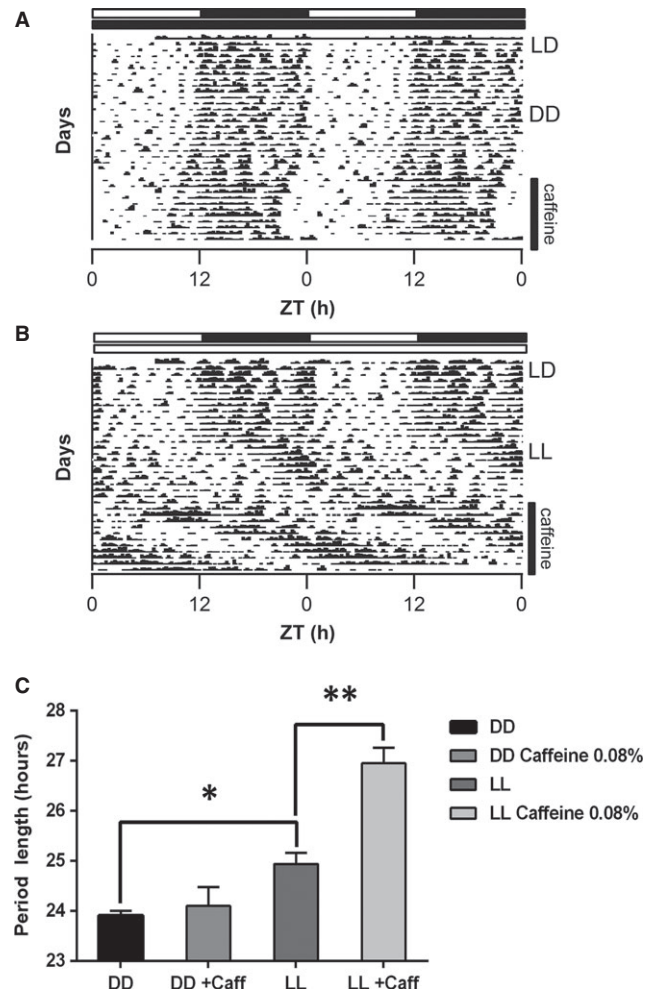 A
LD
DD
caffeine
Days
0 12 0 12 0
ZT (h)
B
LD
LL
caffeine
Days
0 12 0 12 0
ZT (h)
C
28
27
26
25
24
23
Period length (hours)
*
**
DD
DD Caffeine 0.08%
LL
LL Caffeine 0.08%
DD DD +Caff LL LL +Caff